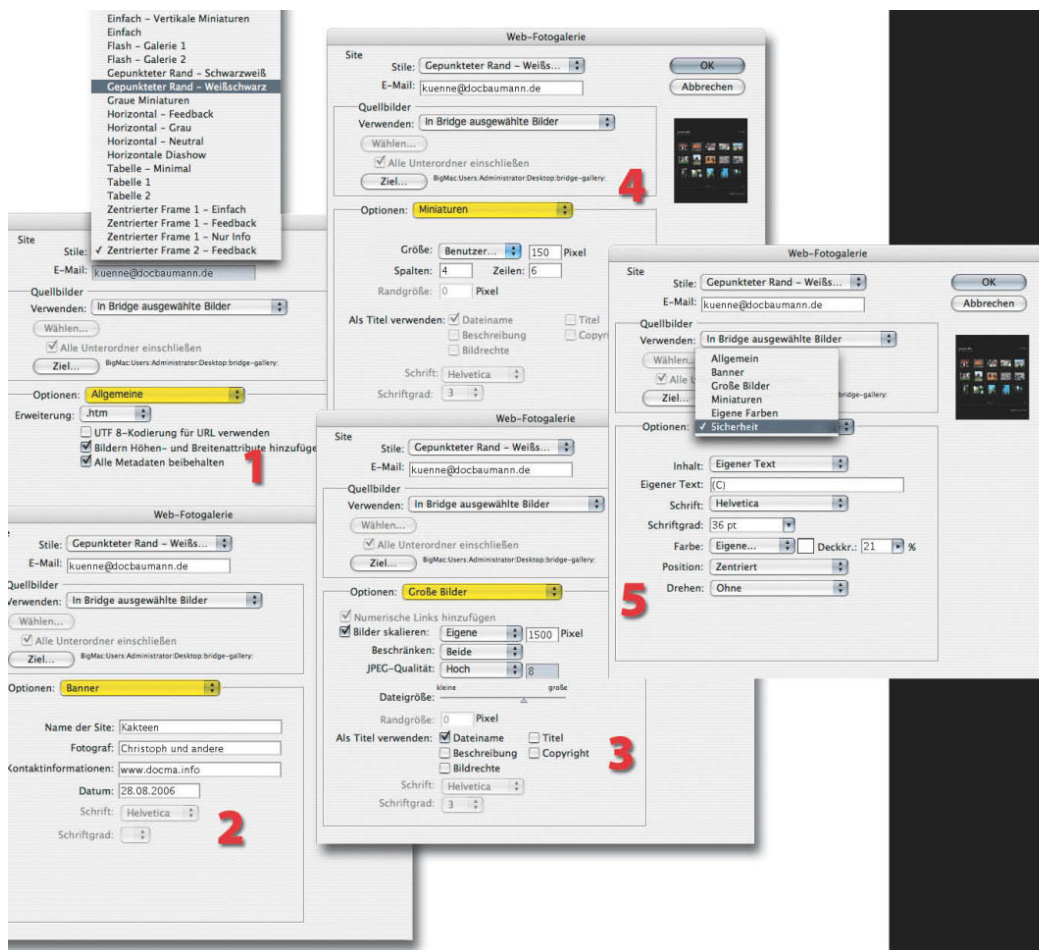 Einfach – Vertikale Miniaturen
Einfach
Flash – Galerie 1
Flash – Galerie 2
Gepunkteter Rand – Schwarzweiß
Gepunkteter Rand – Weißschwarz
Graue Miniaturen
Horizontal – Feedback
Horizontal – Grau
Horizontal – Neutral
Horizontale Diashow
Tabelle – Minimal
Tabelle 1
Tabelle 2
Zentrierter Frame 1 – Einfach
Zentrierter Frame 1 – Feedback
Zentrierter Frame 1 – Nur Info
Site
Stile: ✓ Zentrierter Frame 2 – Feedback
E-Mail: kuenne@docbaumann.de
Quellbilder
Verwenden: In Bridge ausgewählte Bilder
Wählen...
Alle Unterordner einschließen
Ziel... BigMac:Users:Administrator:Desktop:bridge-gallery:
Optionen: Allgemeine
Erweiterung: .htm
UTF 8-Kodierung für URL verwenden
Bildern Höhen- und Breitenattribute hinzufüge
Alle Metadaten beibehalten
1
Web-Fotogalerie
Stile: Gepunkteter Rand – Weißs...
E-Mail: kuenne@docbaumann.de
Quellbilder
Verwenden: In Bridge ausgewählte Bilder
Wählen...
Alle Unterordner einschließen
Ziel... BigMac:Users:Administrator:Desktop:bridge-gallery:
Optionen: Banner
Name der Site: Kakteen
Fotograf: Christoph und andere
Kontaktinformationen: www.docma.info
Datum: 28.08.2006
Schrift: Helvetica
Schriftgrad:
2
Web-Fotogalerie
Site
Stile: Gepunkteter Rand – Weißs...
E-Mail: kuenne@docbaumann.de
Quellbilder
Verwenden: In Bridge ausgewählte Bilder
Wählen...
Alle Unterordner einschließen
Ziel... BigMac:Users:Administrator:Desktop:bridge-gallery:
Optionen: Große Bilder
Numerische Links hinzufügen
Bilder skalieren: Eigene 1500 Pixel
Beschränken: Beide
JPEG-Qualität: Hoch 8
kleine große
Dateigröße:
Randgröße: 0 Pixel
Als Titel verwenden: Dateiname Titel
Beschreibung Copyright
Bildrechte
Schrift: Helvetica
Schriftgrad: 3
3
Web-Fotogalerie
Site
Stile: Gepunkteter Rand – Weißs...
OK
E-Mail: kuenne@docbaumann.de
Abbrechen
Quellbilder
Verwenden: In Bridge ausgewählte Bilder
Wählen...
Alle Unterordner einschließen
Ziel... BigMac:Users:Administrator:Desktop:bridge-gallery:
4
Optionen: Miniaturen
Größe: Benutzer... 150 Pixel
Spalten: 4 Zeilen: 6
Randgröße: 0 Pixel
Als Titel verwenden: Dateiname Titel
Beschreibung Copyri
Bildrechte
Schrift: Helvetica
Schriftgrad: 3
Web-Fotogalerie
Site
Stile: Gepunkteter Rand – Weißs...
OK
E-Mail: kuenne@docbaumann.de
Abbrechen
Quellbilder
Verwenden: In Bridge ausgewählte Bilder
Wählen...
Alle U
Ziel... bridge-gallery:
Allgemein
Banner
Große Bilder
Miniaturen
Eigene Farben
Optionen: ✓ Sicherheit
Inhalt: Eigener Text
Eigener Text: (C)
Schrift: Helvetica
Schriftgrad: 36 pt
Farbe: Eigene... Deckkr.: 21 %
Position: Zentriert
Drehen: Ohne
5